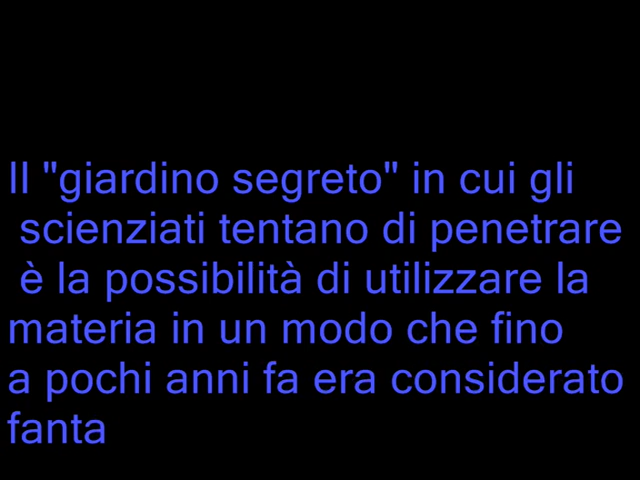 Il "giardino segreto" in cui gli
scienziati tentano di penetrare
è la possibilità di utilizzare la
materia in un modo che fino
a pochi anni fa era considerato
fanta